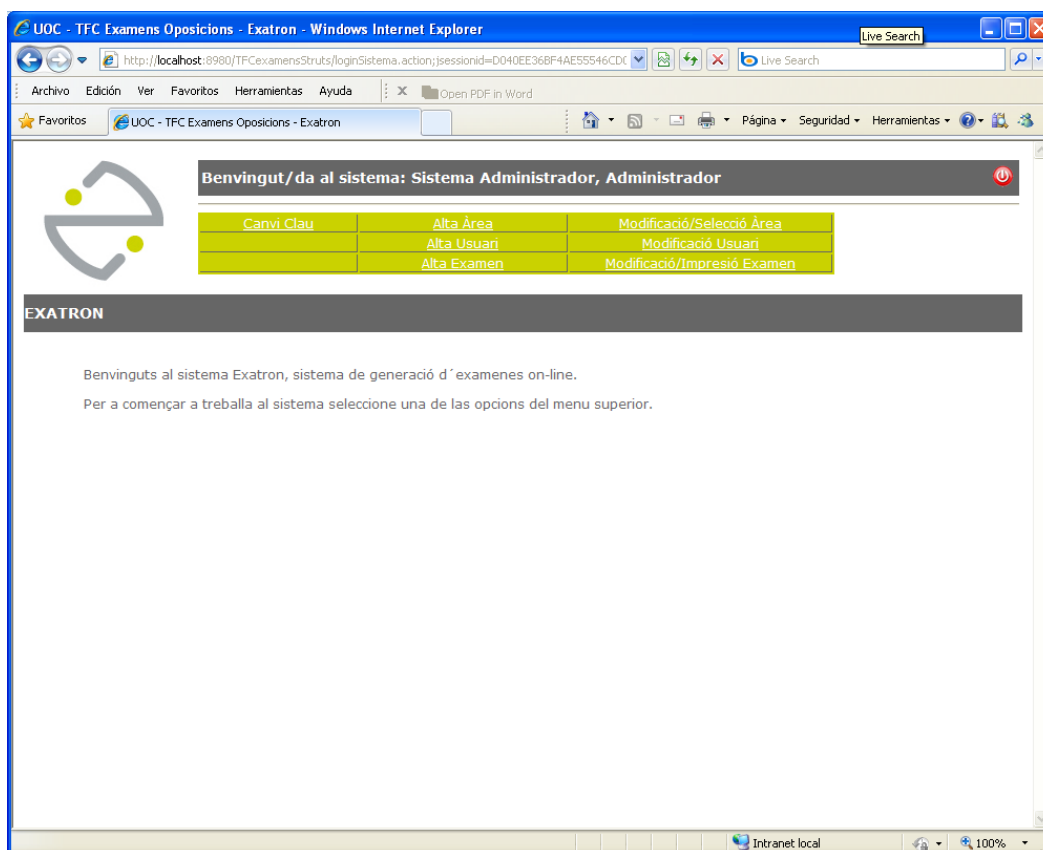 UOC - TFC Examens Oposicions - Exatron - Windows Internet Explorer
Live Search
http://localhost:8980/TFCexamensStruts/loginSistema.action;jsessionid=D040EE36BF4AE55546CD(
Live Search
Archivo Edición Ver Favoritos Herramientas Ayuda X Open PDF in Word
Favoritos UOC - TFC Examens Oposicions - Exatron Página Seguridad Herramientas
Benvingut/da al sistema: Sistema Administrador, Administrador
Canvi Clau Alta Àrea Modificació/Selecció Àrea
Alta Usuari Modificació Usuari
Alta Examen Modificació/Impresió Examen
EXATRON
Benvinguts al sistema Exatron, sistema de generació d´examenes on-line.
Per a començar a treballa al sistema seleccione una de las opcions del menu superior.
Intranet local 100%